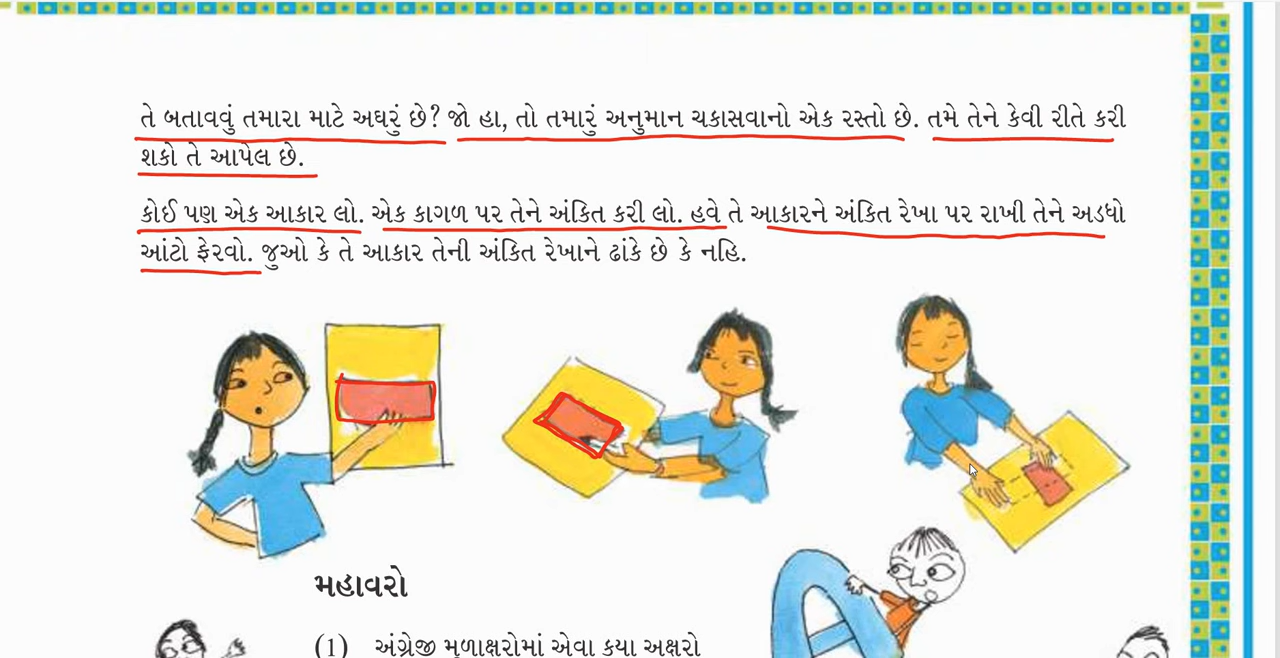 તે બતાવવું તમારા માટે અઘરું છે? જો હા, તો તમારું અનુમાન ચકાસવાનો એક રસ્તો છે. તમે તેને કેવી રીતે કરી
શકો તે આપેલ છે.
કોઈ પણ એક આકાર લો. એક કાગળ પર તેને અંકિત કરી લો. હવે તે આકારને અંકિત રેખા પર રાખી તેને અડધો
આંટો ફેરવો. જુઓ કે તે આકાર તેની અંકિત રેખાને ઢાંકે છે કે નહિ.
મહાવરો
(1) અંગ્રેજી મૂળાક્ષરોમાં એવા કયા અક્ષરો